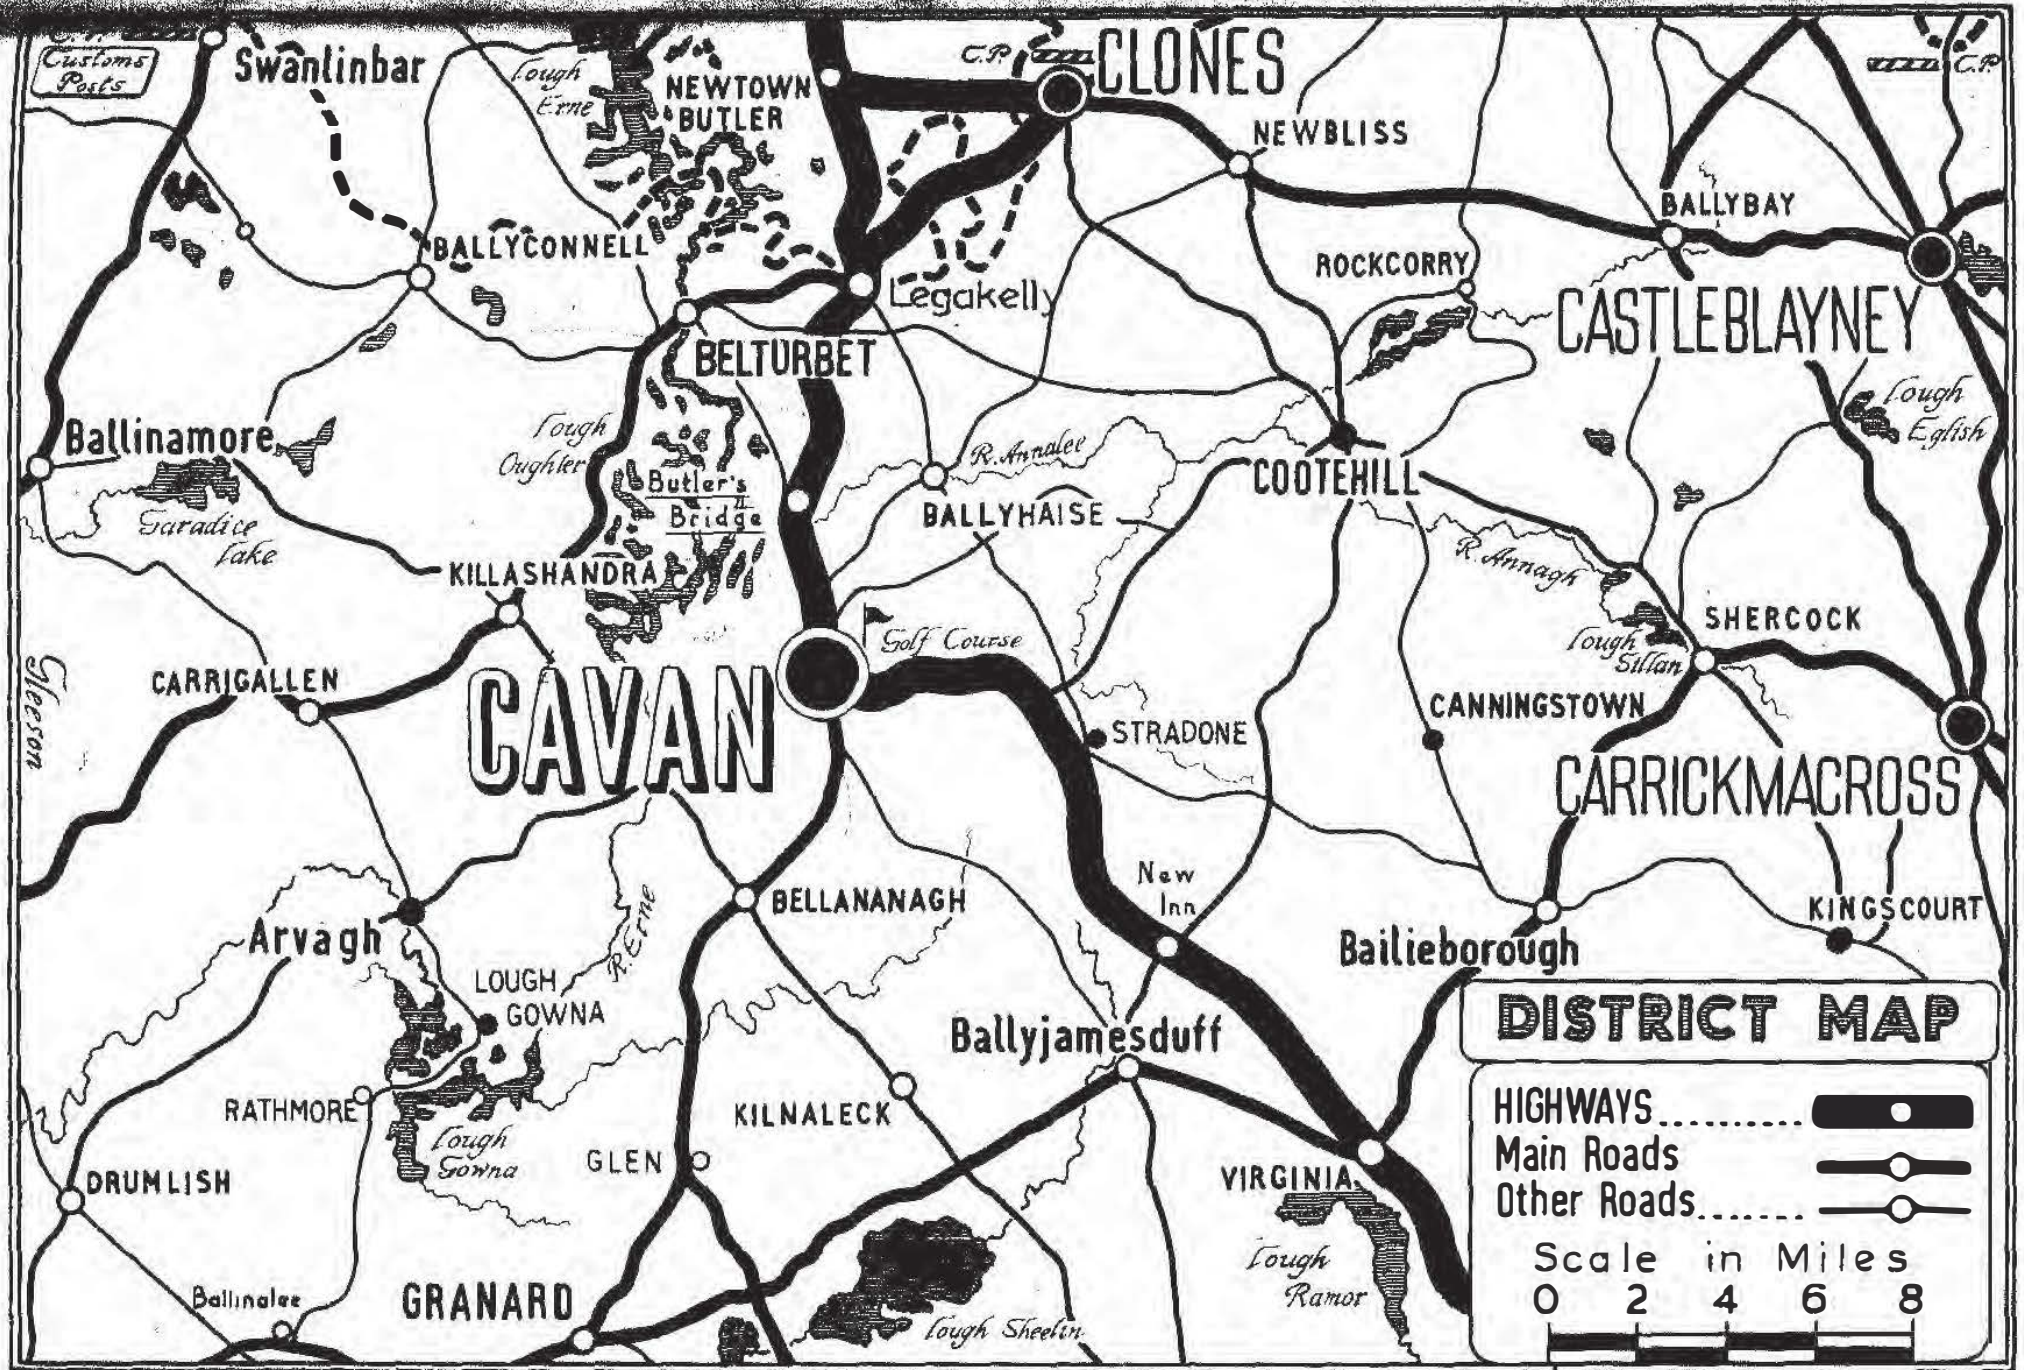 Customs
Posts
Swanlinbar
Lough
Erne
NEWTOWN
BUTLER
C.P.
CLONES
C.P.
NEWBLISS
BALLYBAY
BALLYCONNELL
ROCKCORRY
Legakelly
CASTLEBLAYNEY
BELTURBET
Lough
Eglish
Ballinamore
Lough
Oughter
R. Annalee
Butler's
Bridge
COOTEHILL
BALLYHAISE
Garadice
Lake
R. Annagh
KILLASHANDRA
SHERCOCK
Golf Course
Lough
Sillan
Gleeson
CARRIGALLEN
CAVAN
CANNINGSTOWN
STRADONE
CARRICKMACROSS
New
Inn
BELLANANAGH
KINGSCOURT
Arvagh
R. Erne
Bailieborough
LOUGH
GOWNA
Ballyjamesduff
DISTRICT MAP
RATHMORE
KILNALECK
Lough
Gowna
GLEN
DRUMLISH
VIRGINIA
HIGHWAYS..........
Main Roads
Other Roads.......
Scale in Miles
0 2 4 6 8
Lough
Ramor
Ballinalee
GRANARD
Lough Sheelin